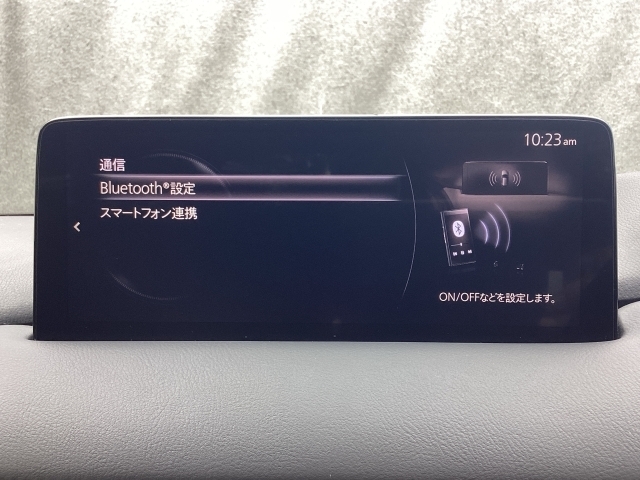 10:23 am
通信
Bluetooth®設定
スマートフォン連携
ON/OFFなどを設定します。